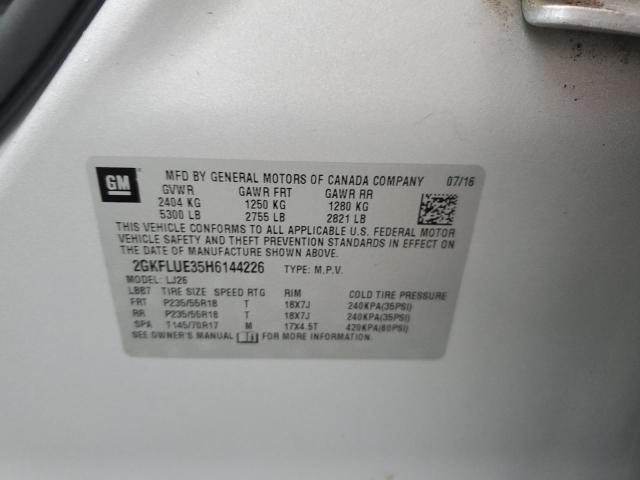 GM
MFD BY GENERAL MOTORS OF CANADA COMPANY 07/16
GVWR GAWR FRT GAWR RR
2404 KG 1250 KG 1280 KG
5300 LB 2755 LB 2821 LB
THIS VEHICLE CONFORMS TO ALL APPLICABLE U.S. FEDERAL MOTOR
VEHICLE SAFETY AND THEFT PREVENTION STANDARDS IN EFFECT ON
THE DATE OF MANUFACTURE SHOWN ABOVE.
2GKFLUE35H6144226 TYPE: M.P.V.
MODEL: LJ26
LBB7 TIRE SIZE SPEED RTG RIM COLD TIRE PRESSURE
FRT P235/55R18 T 18X7J 240KPA(35PSI)
RR P235/55R18 T 18X7J 240KPA(35PSI)
SPA T145/70R17 M 17X4.5T 420KPA(60PSI)
SEE OWNER'S MANUAL FOR MORE INFORMATION.